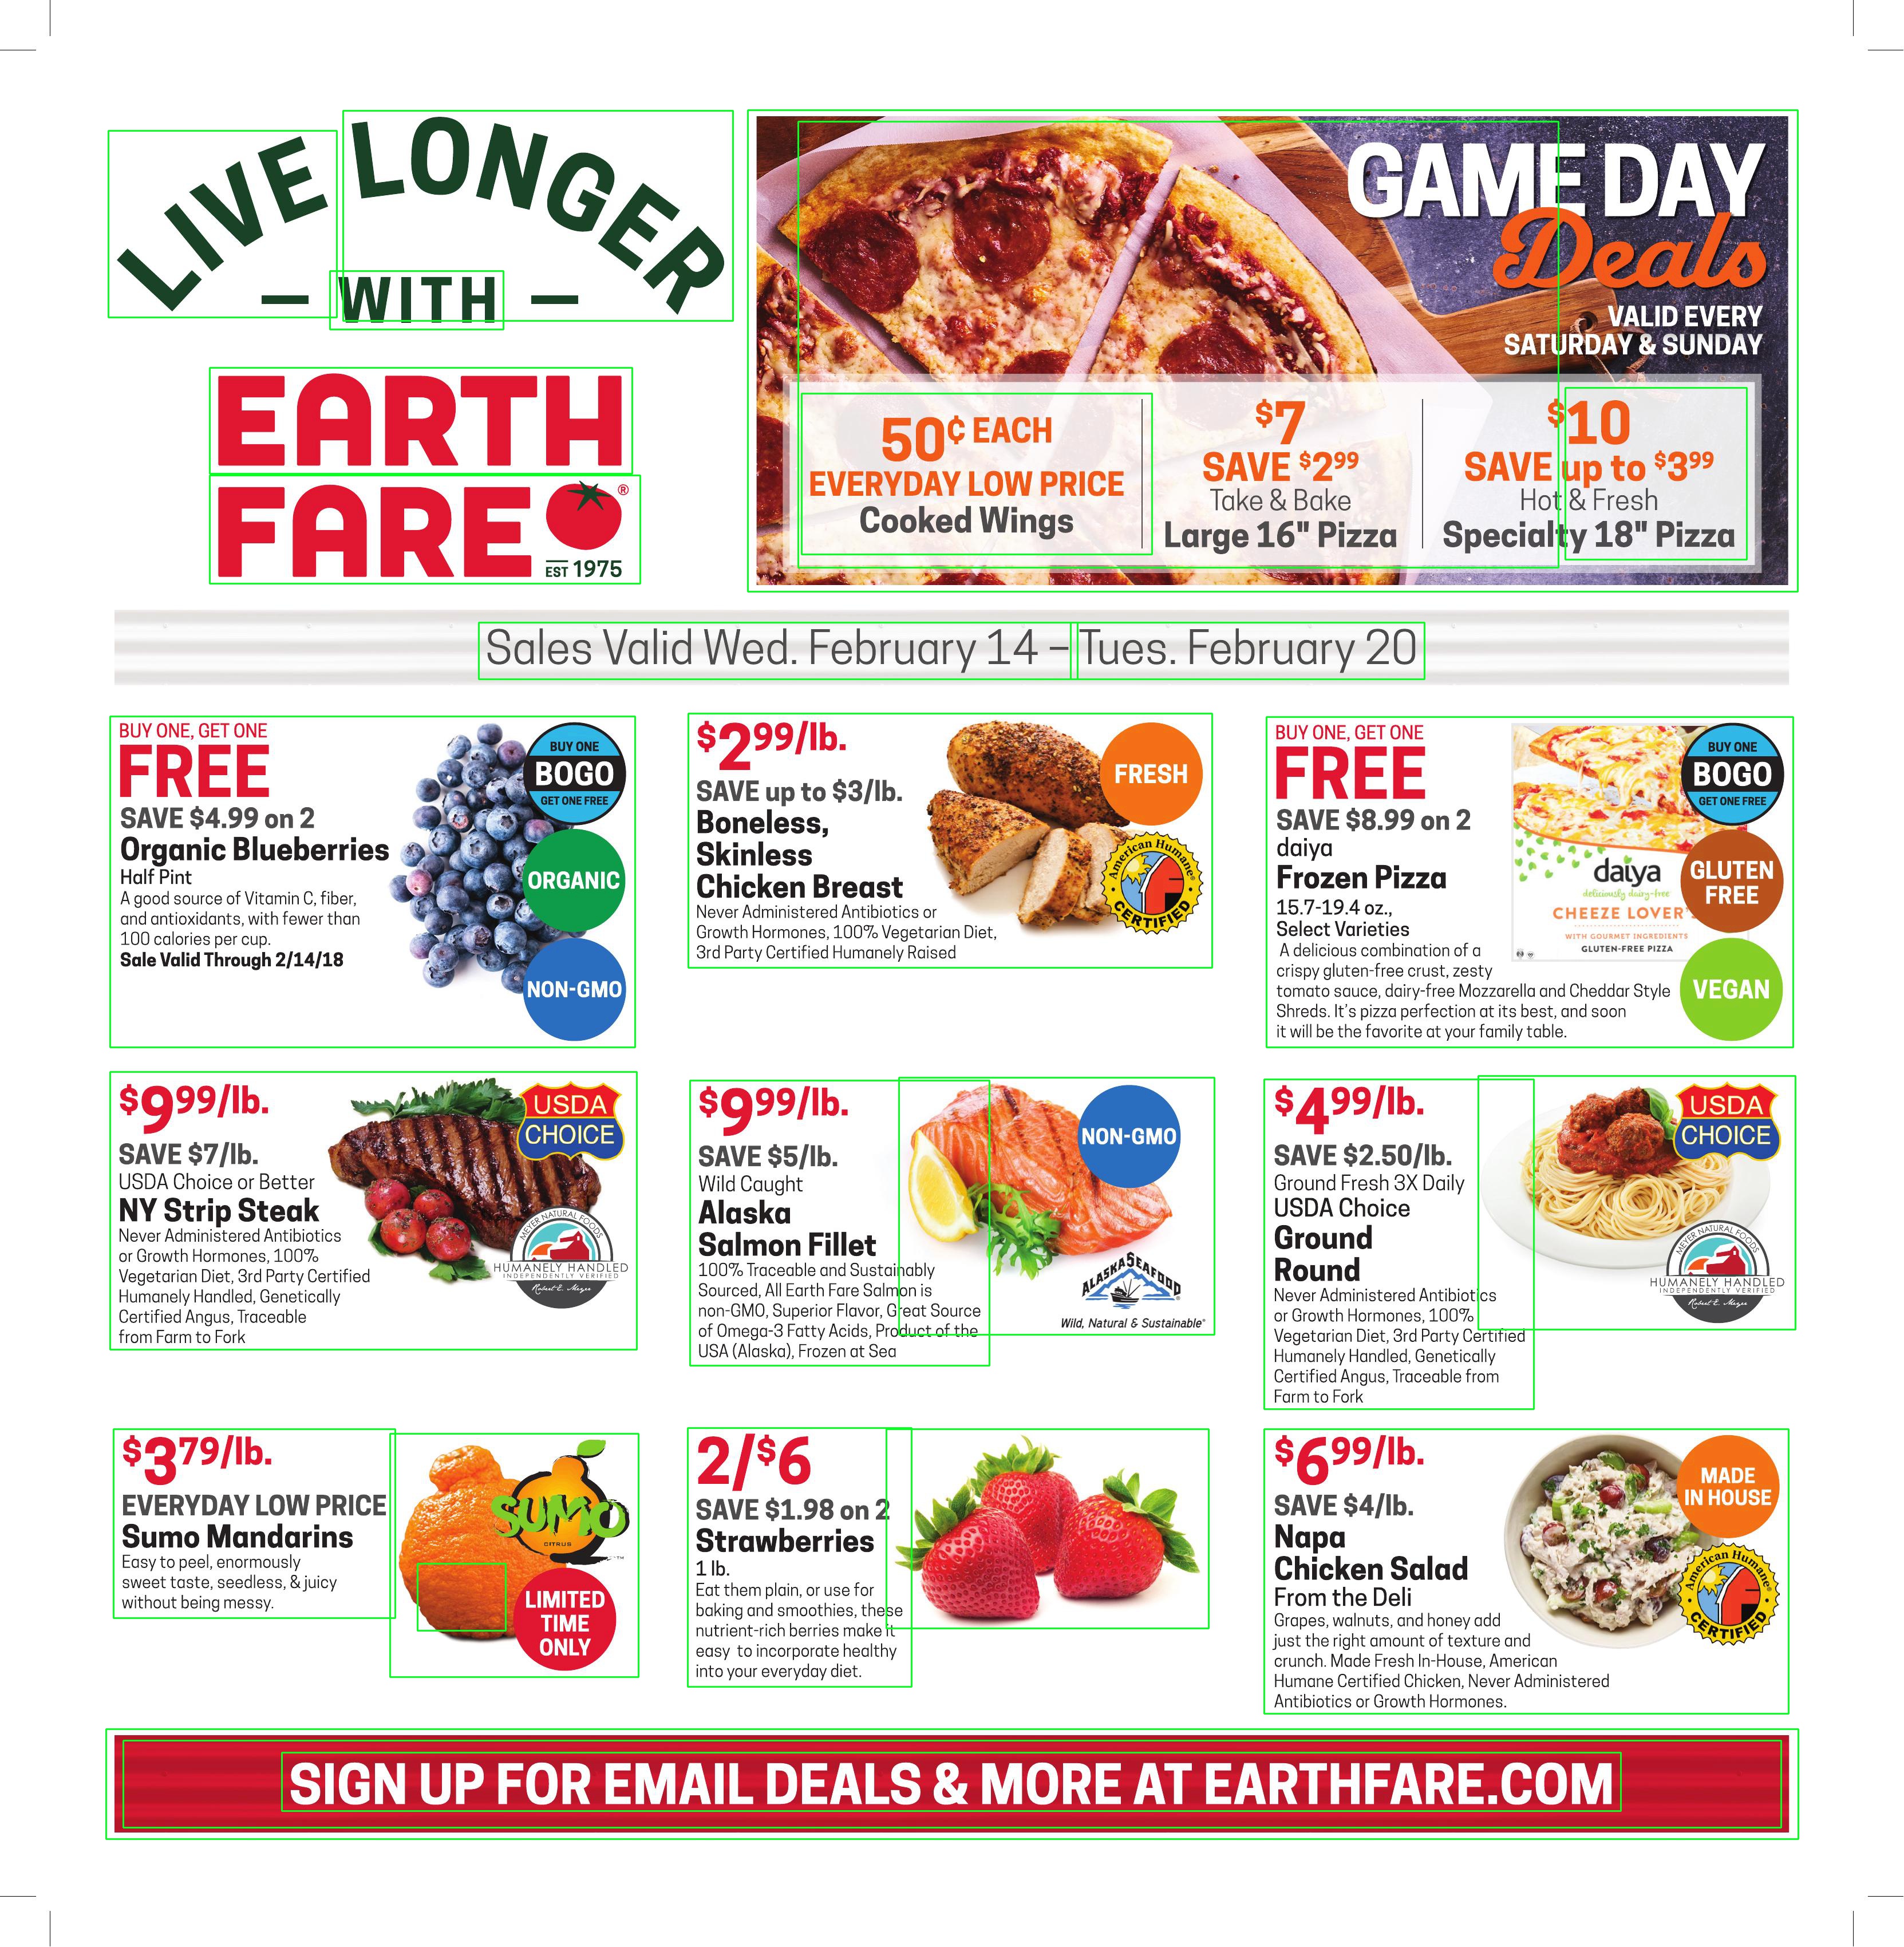 LIVE LONGER
— WITH —
EARTH
FARE®
EST 1975
GAME DAY
Deals
VALID EVERY
SATURDAY & SUNDAY
50¢ EACH
EVERYDAY LOW PRICE
Cooked Wings
$7
SAVE $2.99
Take & Bake
Large 16" Pizza
$10
SAVE up to $3.99
Hot & Fresh
Specialty 18" Pizza
Sales Valid Wed. February 14 – Tues. February 20
BUY ONE, GET ONE
FREE
SAVE $4.99 on 2
Organic Blueberries
Half Pint
A good source of Vitamin C, fiber,
and antioxidants, with fewer than
100 calories per cup.
Sale Valid Through 2/14/18
BUY ONE
BOGO
GET ONE FREE
ORGANIC
NON-GMO
$2 99/lb.
SAVE up to $3/lb.
Boneless,
Skinless
Chicken Breast
Never Administered Antibiotics or
Growth Hormones, 100% Vegetarian Diet,
3rd Party Certified Humanely Raised
FRESH
American Humane®
CERTIFIED
BUY ONE, GET ONE
FREE
SAVE $8.99 on 2
daiya
Frozen Pizza
15.7-19.4 oz.,
Select Varieties
A delicious combination of a
crispy gluten-free crust, zesty
tomato sauce, dairy-free Mozzarella and Cheddar Style
Shreds. It's pizza perfection at its best, and soon
it will be the favorite at your family table.
daiya
deliciously dairy-free
CHEEZE LOVER'S
WITH GOURMET INGREDIENTS
GLUTEN-FREE PIZZA
BUY ONE
BOGO
GET ONE FREE
GLUTEN
FREE
VEGAN
$9 99/lb.
SAVE $7/lb.
USDA Choice or Better
NY Strip Steak
Never Administered Antibiotics
or Growth Hormones, 100%
Vegetarian Diet, 3rd Party Certified
Humanely Handled, Genetically
Certified Angus, Traceable
from Farm to Fork
USDA
CHOICE
MEYER NATURAL FOODS
HUMANELY HANDLED
INDEPENDENTLY VERIFIED
Robert E. Meyer
$9 99/lb.
SAVE $5/lb.
Wild Caught
Alaska
Salmon Fillet
100% Traceable and Sustainably
Sourced, All Earth Fare Salmon is
non-GMO, Superior Flavor, Great Source
of Omega-3 Fatty Acids, Product of the
USA (Alaska), Frozen at Sea
NON-GMO
ALASKA SEAFOOD
Wild, Natural & Sustainable®
$4 99/lb.
SAVE $2.50/lb.
Ground Fresh 3X Daily
USDA Choice
Ground
Round
Never Administered Antibiotics
or Growth Hormones, 100%
Vegetarian Diet, 3rd Party Certified
Humanely Handled, Genetically
Certified Angus, Traceable from
Farm to Fork
USDA
CHOICE
MEYER NATURAL FOODS
HUMANELY HANDLED
INDEPENDENTLY VERIFIED
Robert E. Meyer
$3 79/lb.
EVERYDAY LOW PRICE
Sumo Mandarins
Easy to peel, enormously
sweet taste, seedless, & juicy
without being messy.
SUMO
CITRUS
™
LIMITED
TIME
ONLY
2/$6
SAVE $1.98 on 2
Strawberries
1 lb.
Eat them plain, or use for
baking and smoothies, these
nutrient-rich berries make it
easy to incorporate healthy
into your everyday diet.
$6 99/lb.
SAVE $4/lb.
Napa
Chicken Salad
From the Deli
Grapes, walnuts, and honey add
just the right amount of texture and
crunch. Made Fresh In-House, American
Humane Certified Chicken, Never Administered
Antibiotics or Growth Hormones.
MADE
IN HOUSE
American Humane®
CERTIFIED
SIGN UP FOR EMAIL DEALS & MORE AT EARTHFARE.COM